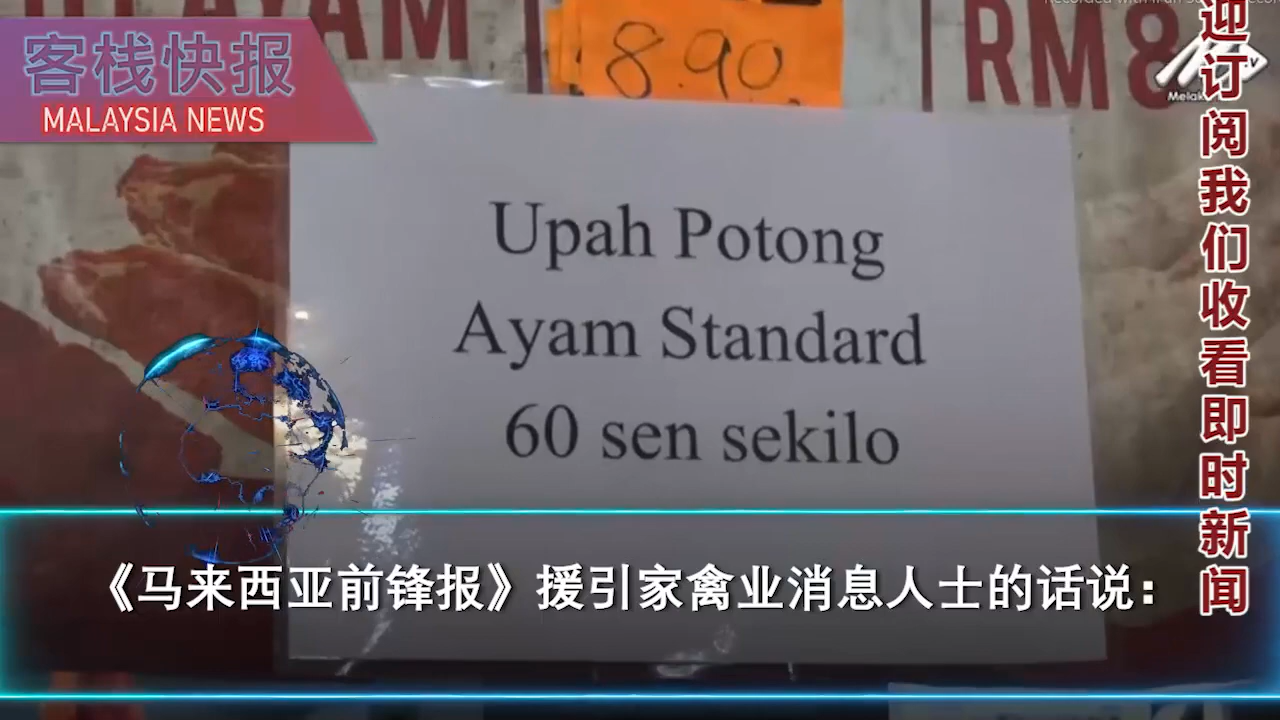 客栈快报
MALAYSIA NEWS
AYAM
8.90
RM8
Upah Potong
Ayam Standard
60 sen sekilo
《马来西亚前锋报》援引家禽业消息人士的话说：
迎订阅我们收看即时新闻